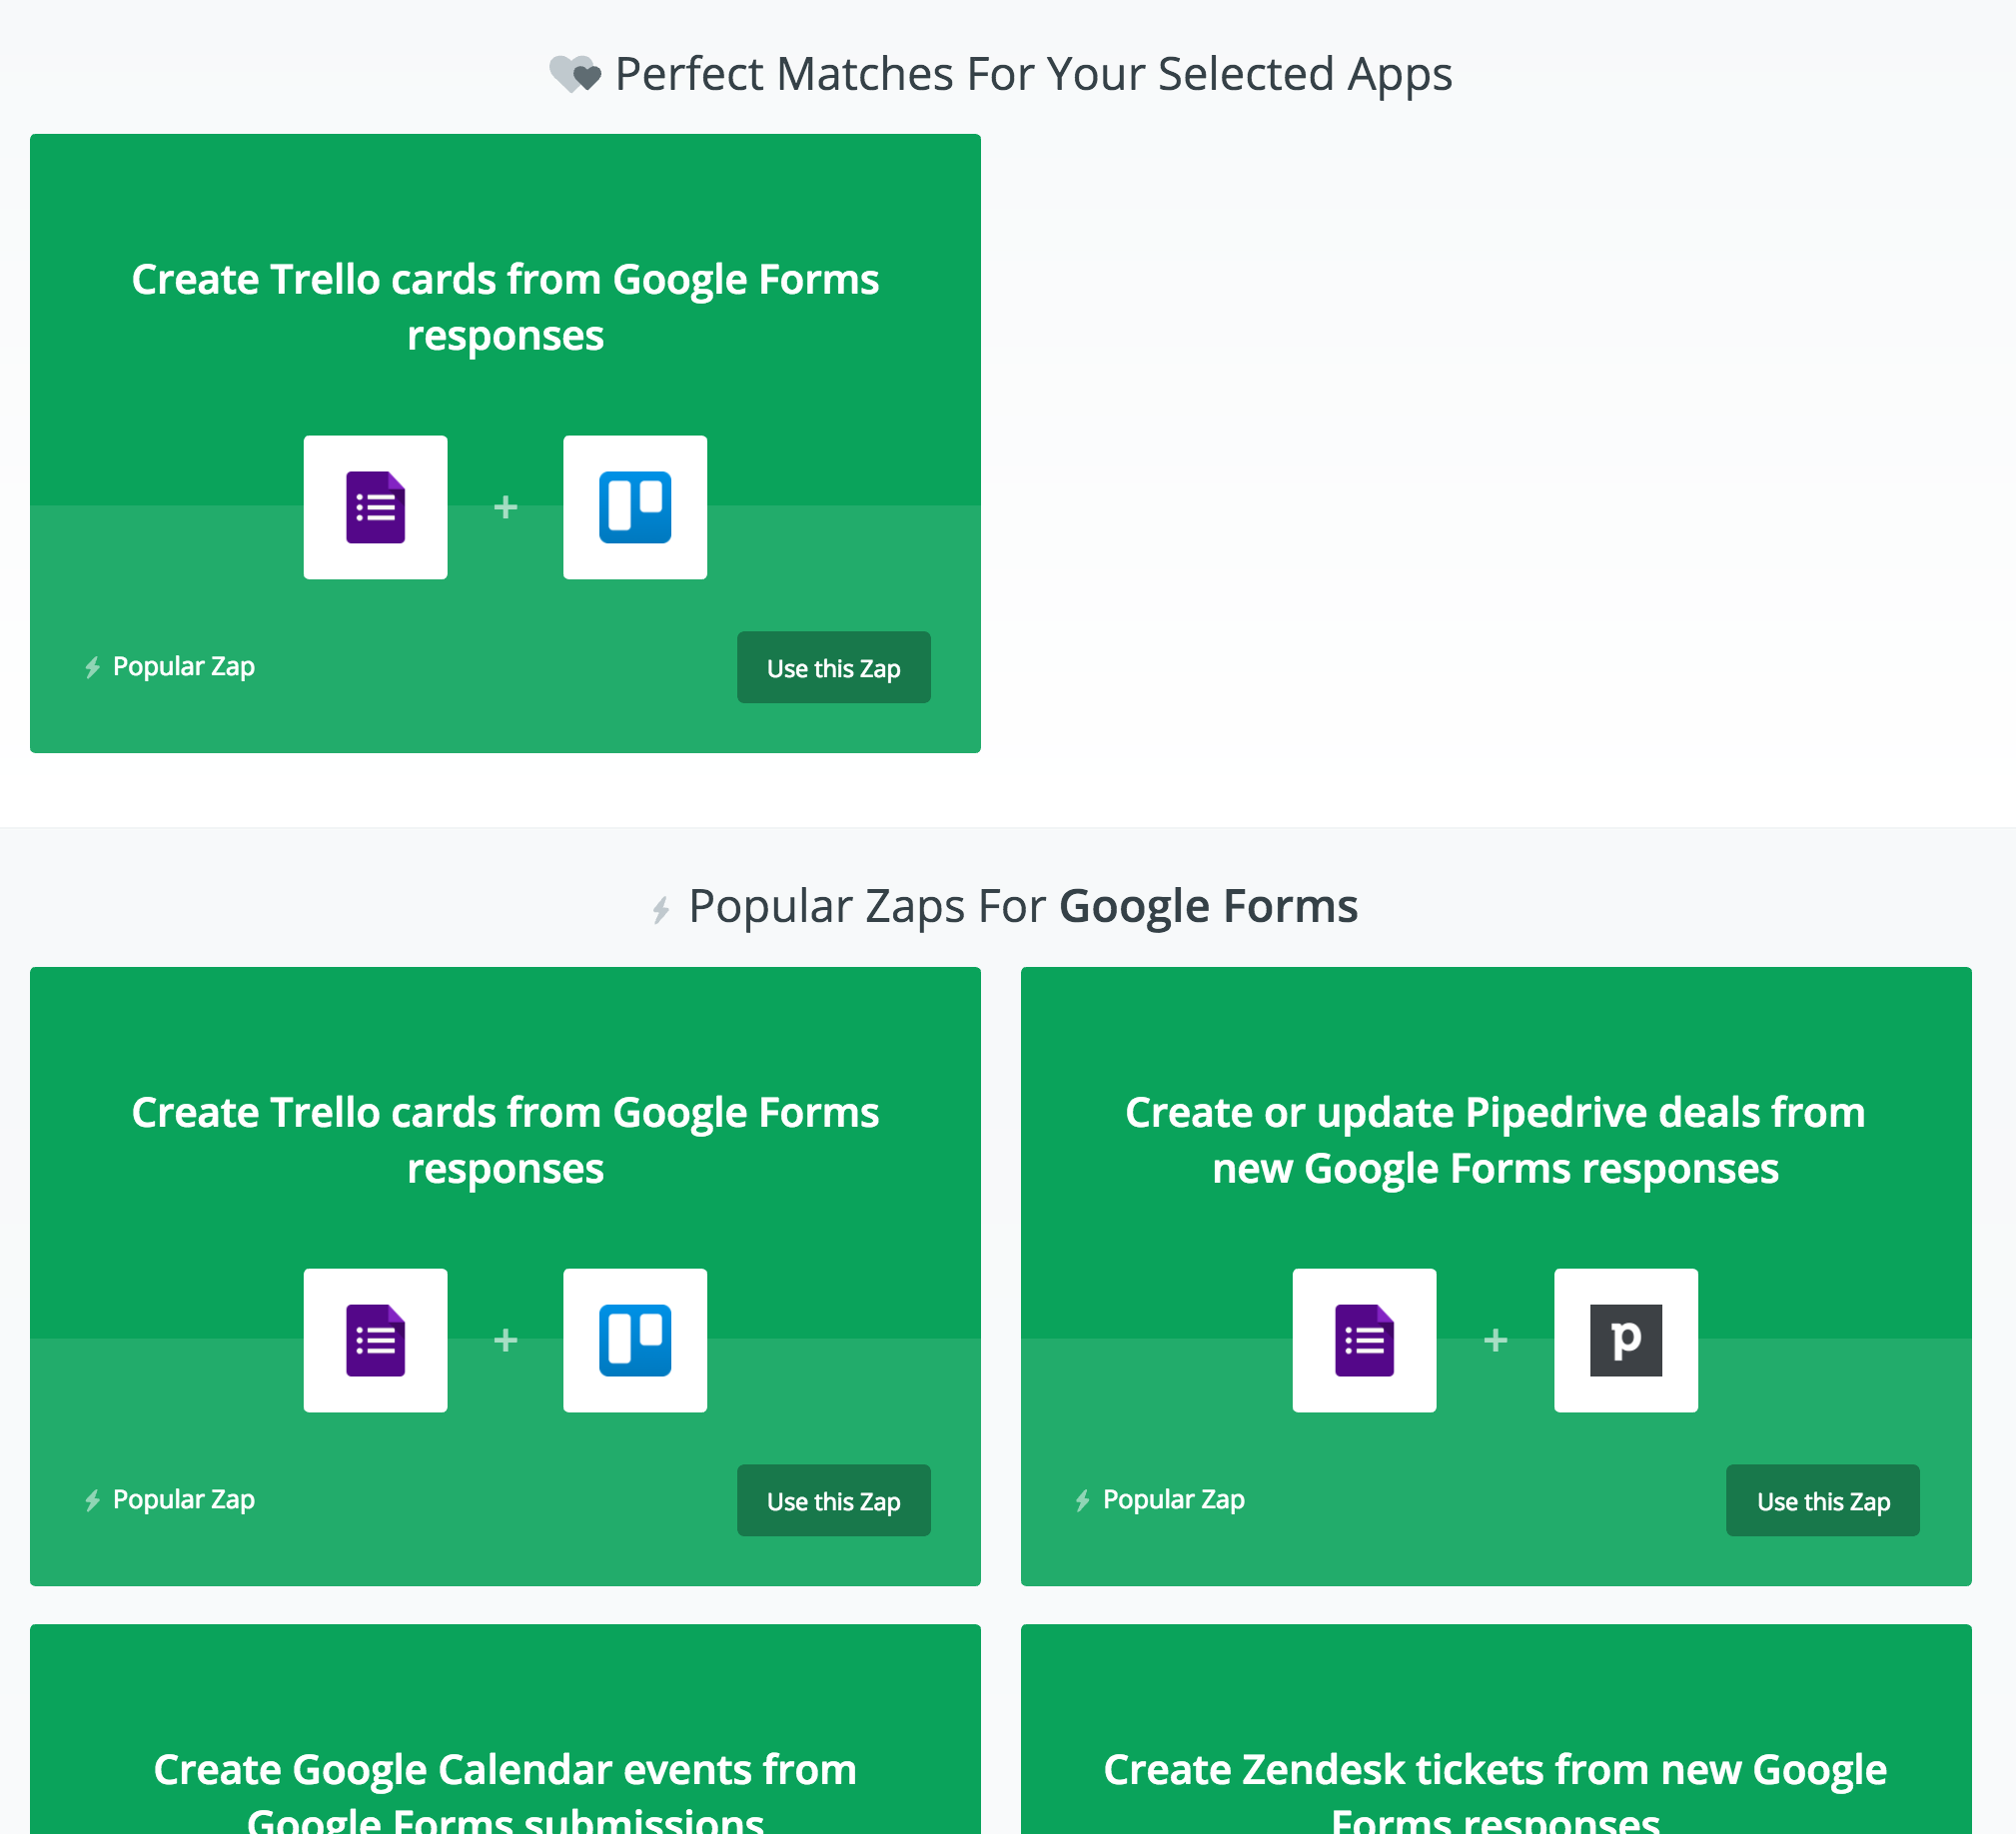 Perfect Matches For Your Selected Apps
Create Trello cards from Google Forms
responses
+
Popular Zap
Use this Zap
Popular Zaps For Google Forms
Create Trello cards from Google Forms
responses
+
Popular Zap
Use this Zap
Create or update Pipedrive deals from
new Google Forms responses
+
p
Popular Zap
Use this Zap
Create Google Calendar events from
Google Forms submissions
Create Zendesk tickets from new Google
Forms responses